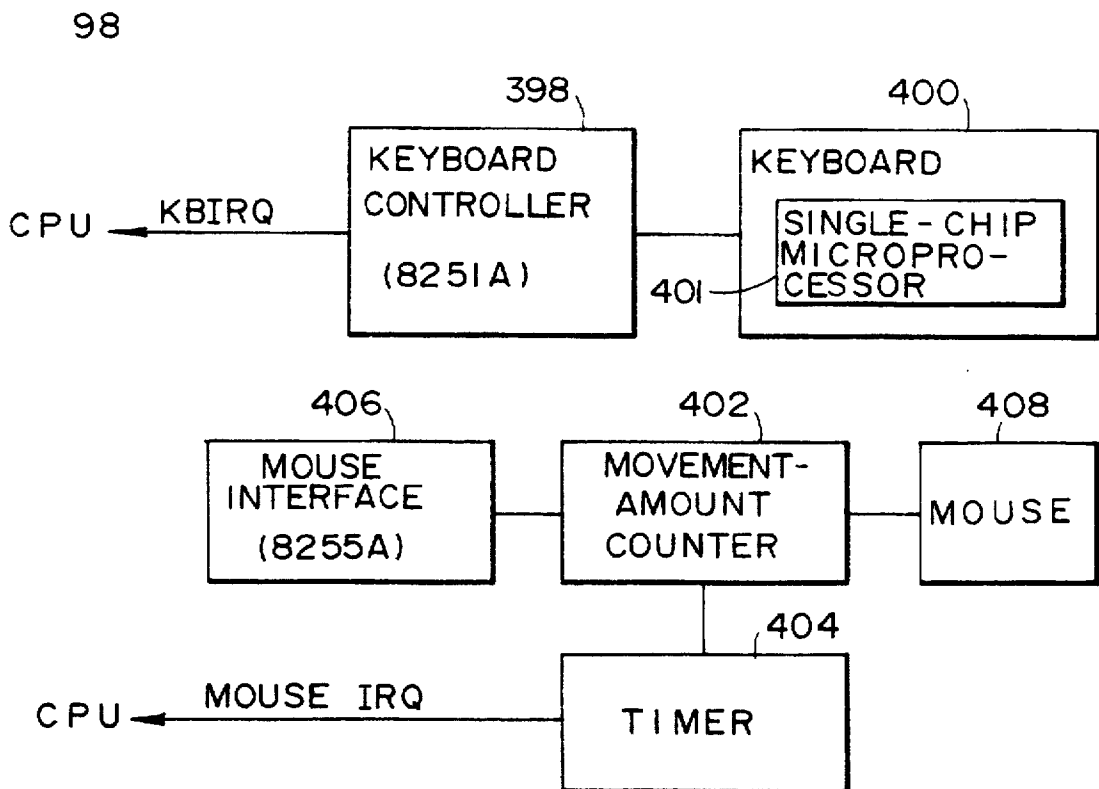 98
398
400
KEYBOARD
CONTROLLER
(8251A)
KEYBOARD
SINGLE-CHIP
MICROPRO-
CESSOR
401
CPU
KBIRQ
406
402
408
MOUSE
INTERFACE
(8255A)
MOVEMENT-
AMOUNT
COUNTER
MOUSE
404
CPU
MOUSE IRQ
TIMER